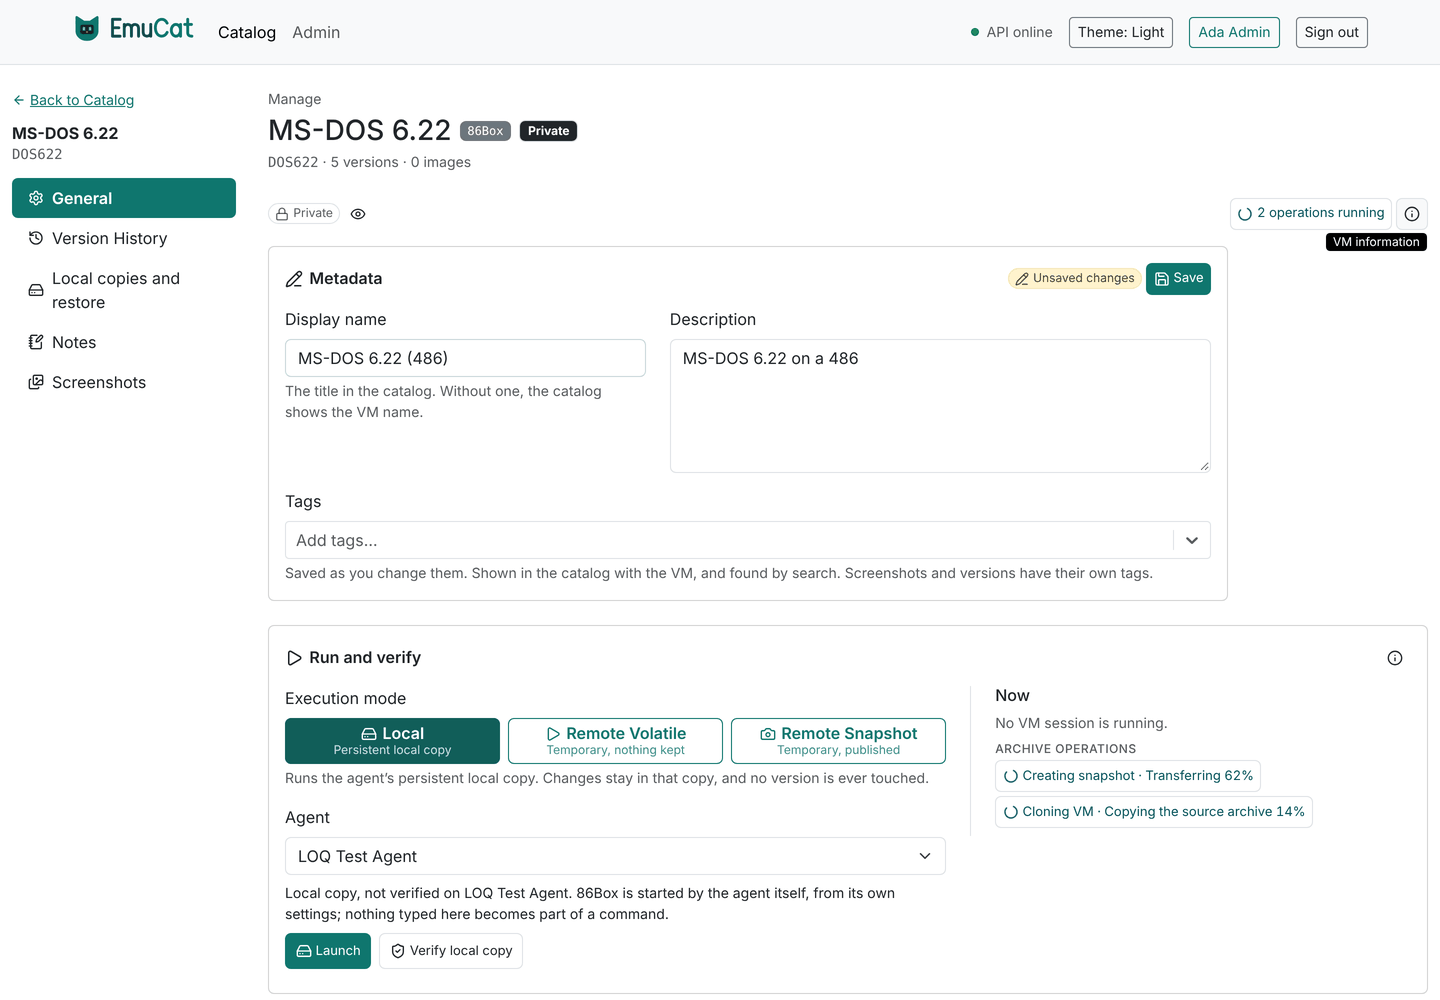 EmuCat
Catalog
Admin
API online
Theme: Light
Ada Admin
Sign out
Back to Catalog
MS-DOS 6.22
DOS622
General
Version History
Local copies and
restore
Notes
Screenshots
Manage
MS-DOS 6.22 86Box Private
DOS622 · 5 versions · 0 images
Private
2 operations running
VM information
Metadata
Unsaved changes
Save
Display name
MS-DOS 6.22 (486)
The title in the catalog. Without one, the catalog
shows the VM name.
Description
MS-DOS 6.22 on a 486
Tags
Add tags...
Saved as you change them. Shown in the catalog with the VM, and found by search. Screenshots and versions have their own tags.
Run and verify
Execution mode
Local
Persistent local copy
Remote Volatile
Temporary, nothing kept
Remote Snapshot
Temporary, published
Runs the agent's persistent local copy. Changes stay in that copy, and no version is ever touched.
Agent
LOQ Test Agent
Local copy, not verified on LOQ Test Agent. 86Box is started by the agent itself, from its own
settings; nothing typed here becomes part of a command.
Launch
Verify local copy
Now
No VM session is running.
ARCHIVE OPERATIONS
Creating snapshot · Transferring 62%
Cloning VM · Copying the source archive 14%